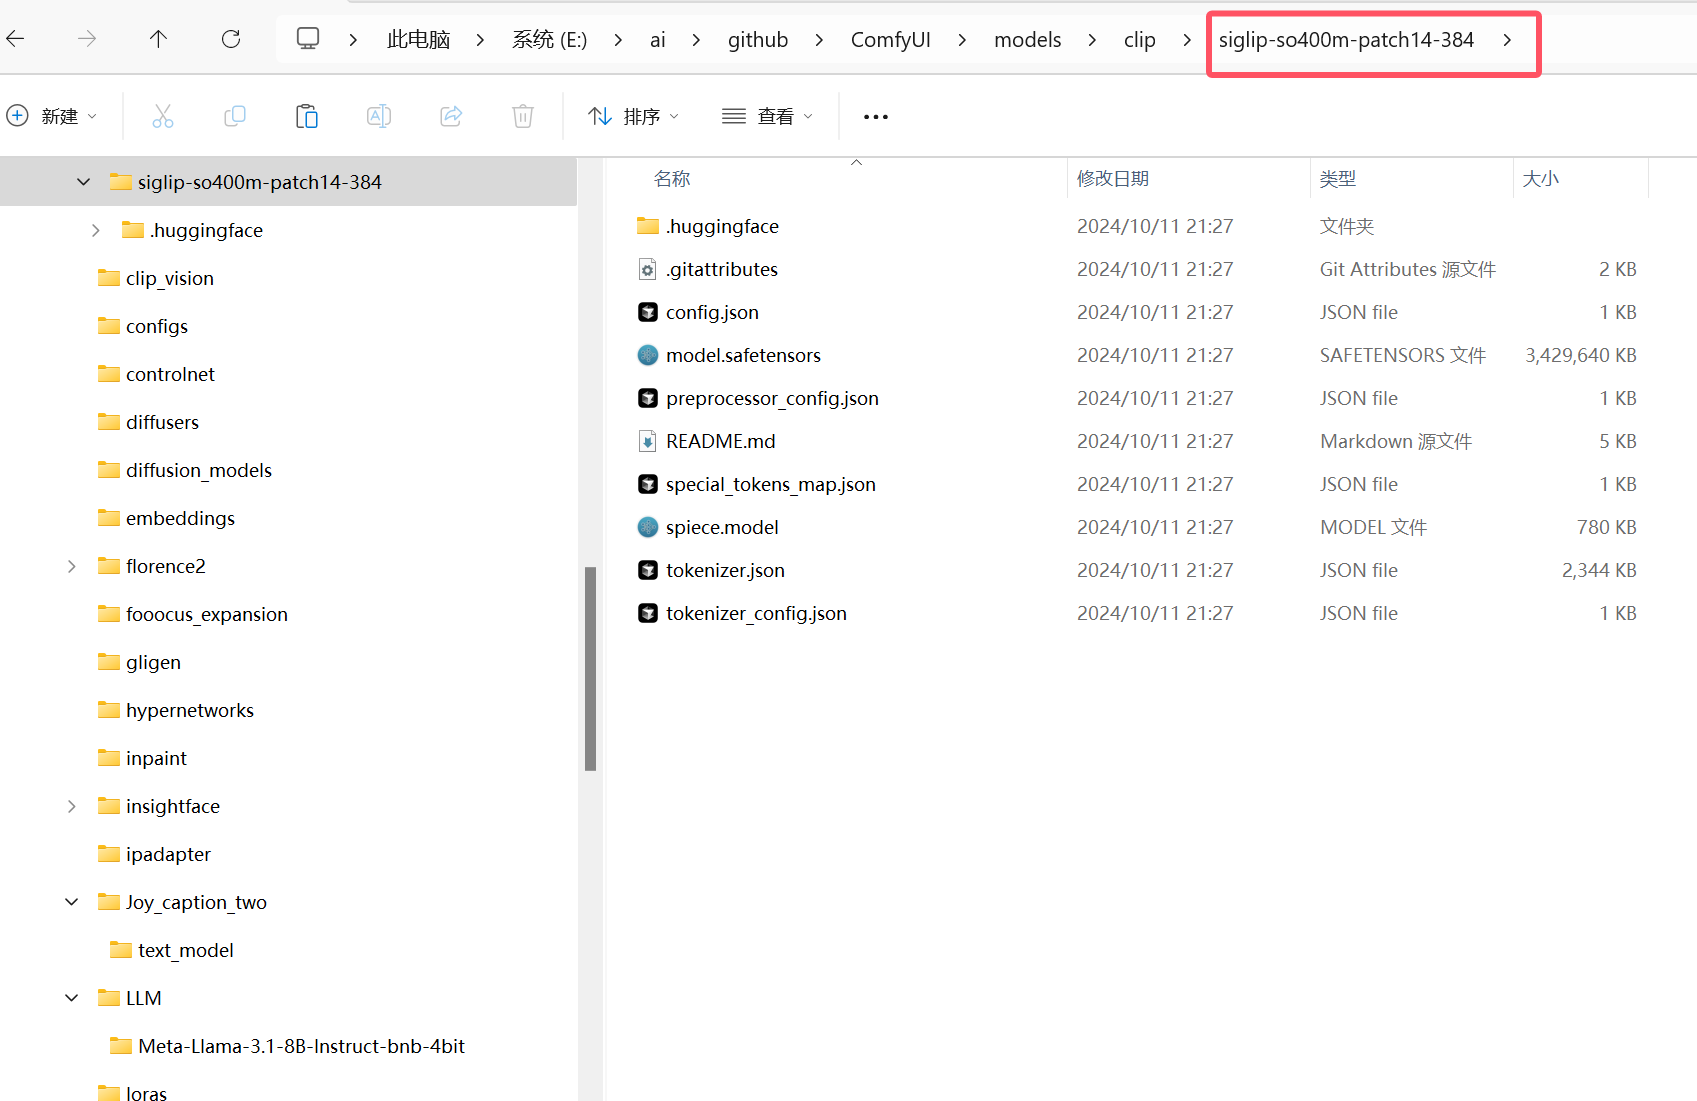 此电脑 系统 (E:) ai github ComfyUI models clip siglip-so400m-patch14-384
新建 排序 查看
siglip-so400m-patch14-384
.huggingface
clip_vision
configs
controlnet
diffusers
diffusion_models
embeddings
florence2
fooocus_expansion
gligen
hypernetworks
inpaint
insightface
ipadapter
Joy_caption_two
text_model
LLM
Meta-Llama-3.1-8B-Instruct-bnb-4bit
loras
名称 修改日期 类型 大小
.huggingface 2024/10/11 21:27 文件夹
.gitattributes 2024/10/11 21:27 Git Attributes 源文件 2 KB
config.json 2024/10/11 21:27 JSON file 1 KB
model.safetensors 2024/10/11 21:27 SAFETENSORS 文件 3,429,640 KB
preprocessor_config.json 2024/10/11 21:27 JSON file 1 KB
README.md 2024/10/11 21:27 Markdown 源文件 5 KB
special_tokens_map.json 2024/10/11 21:27 JSON file 1 KB
spiece.model 2024/10/11 21:27 MODEL 文件 780 KB
tokenizer.json 2024/10/11 21:27 JSON file 2,344 KB
tokenizer_config.json 2024/10/11 21:27 JSON file 1 KB